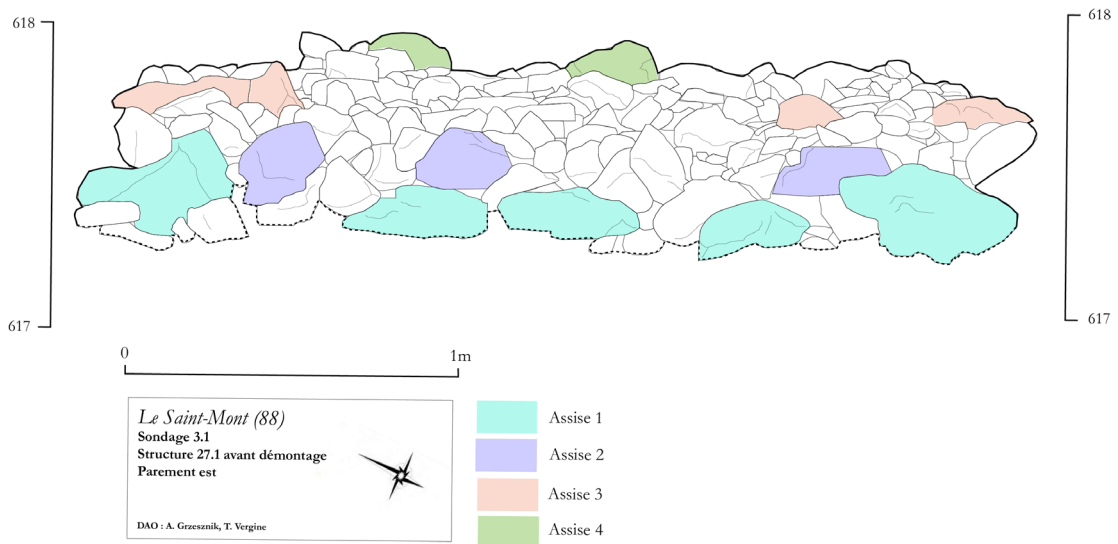 618
618
617
617
0
1m
Le Saint-Mont (88)
Sondage 3.1
Structure 27.1 avant démontage
Parement est
DAO : A. Grzesznik, T. Vergine
Assise 1
Assise 2
Assise 3
Assise 4